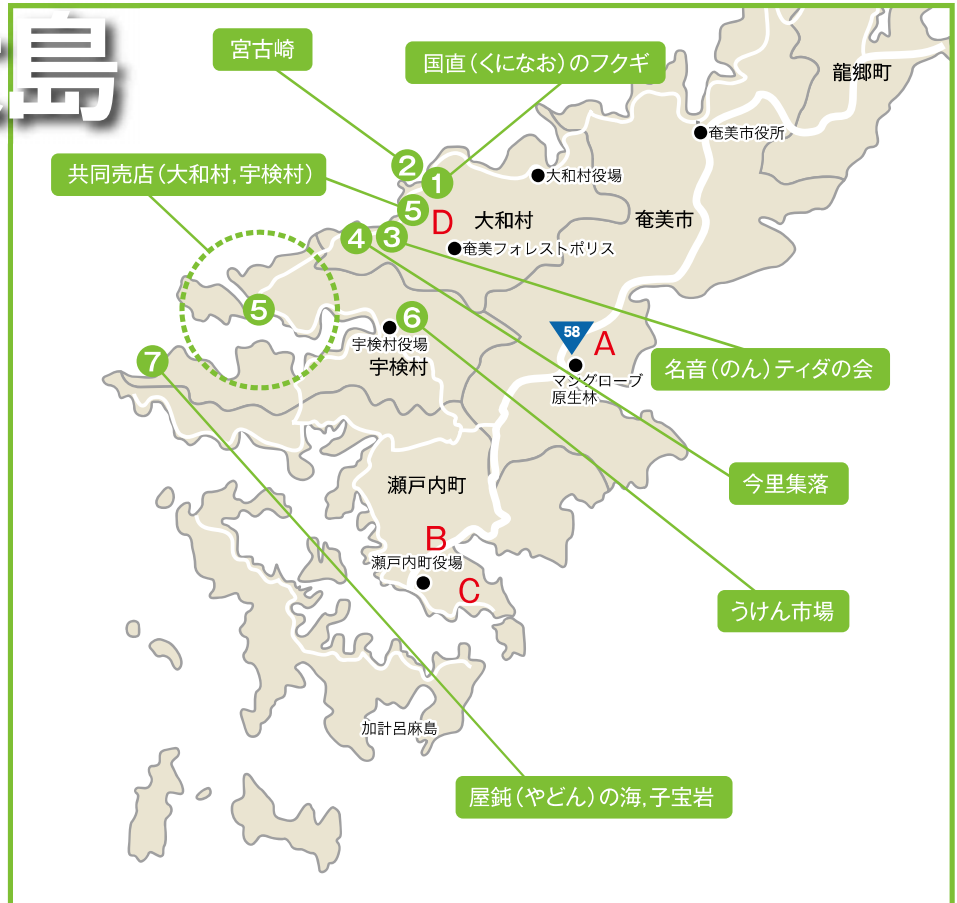 島
宮古崎
国直(くになお)のフクギ
龍郷町
奄美市役所
共同売店(大和村,宇検村)
2
1
大和村役場
5
D
大和村
奄美市
4
3
奄美フォレストポリス
5
6
58
A
宇検村役場
7
宇検村
マングローブ
原生林
名音(のん)ティダの会
今里集落
瀬戸内町
B
瀬戸内町役場
C
うけん市場
加計呂麻島
屋鈍(やどん)の海,子宝岩